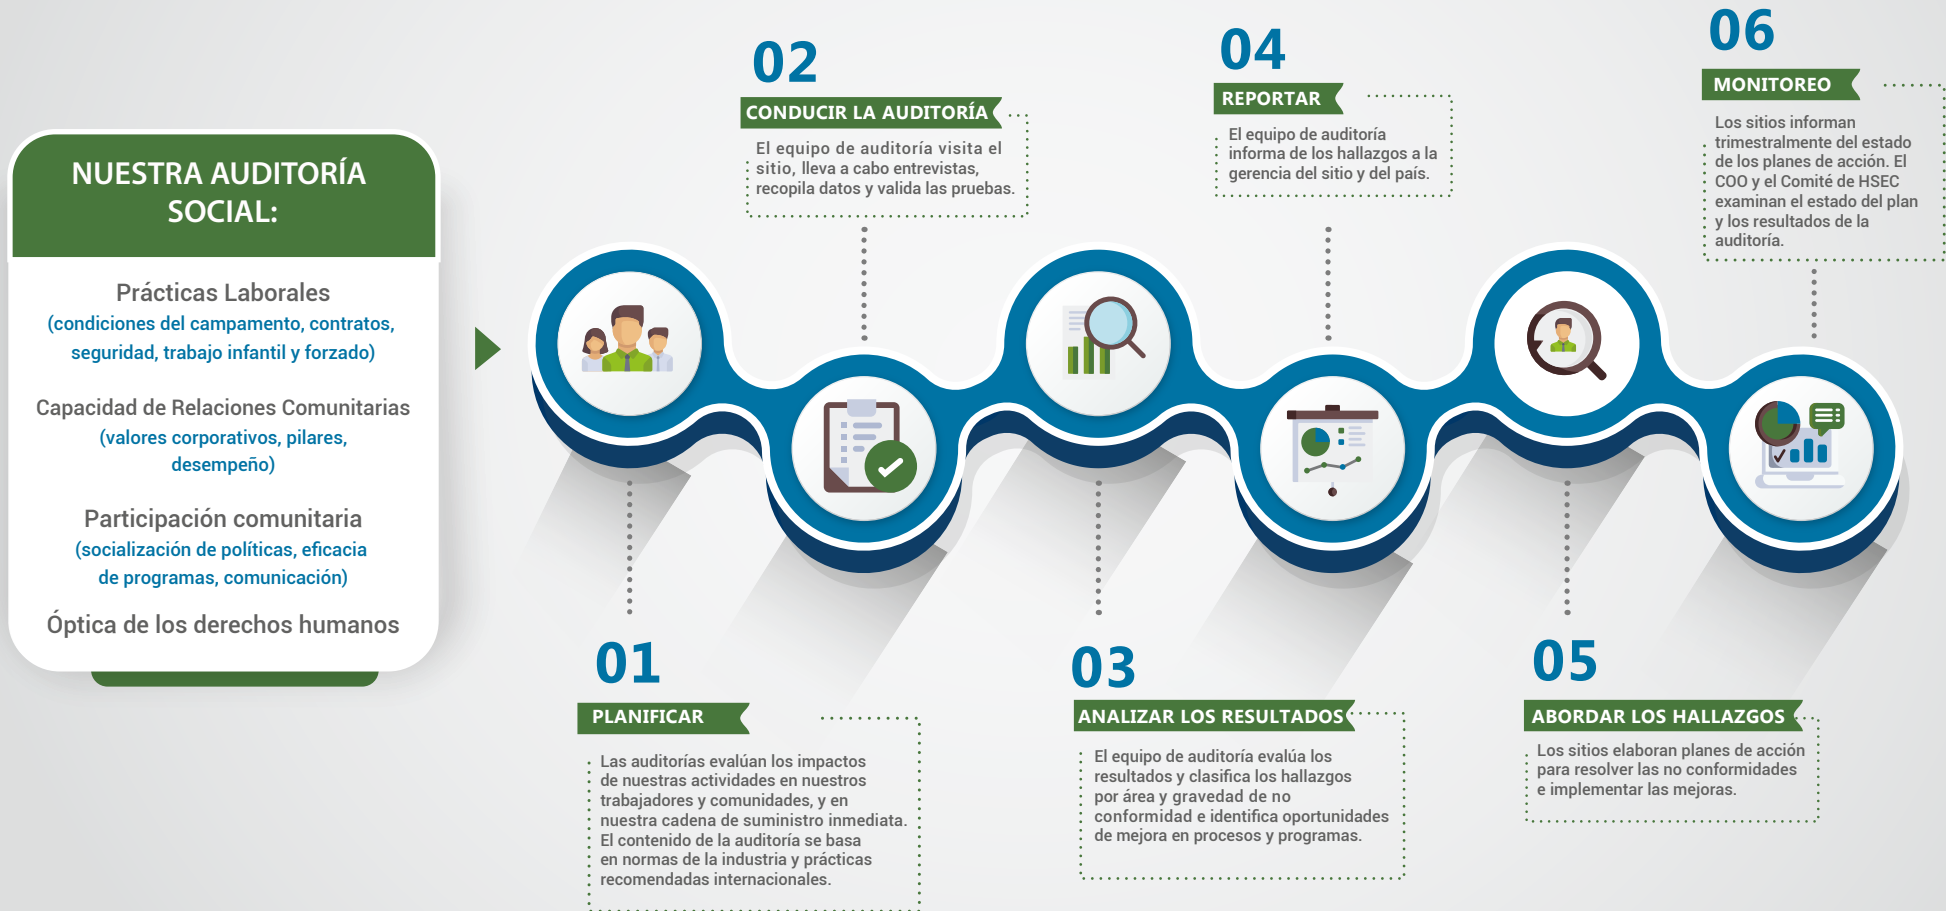 NUESTRA AUDITORÍA
SOCIAL:
Prácticas Laborales
(condiciones del campamento, contratos,
seguridad, trabajo infantil y forzado)
Capacidad de Relaciones Comunitarias
(valores corporativos, pilares,
desempeño)
Participación comunitaria
(socialización de políticas, eficacia
de programas, comunicación)
Óptica de los derechos humanos
01
PLANIFICAR
Las auditorías evalúan los impactos
de nuestras actividades en nuestros
trabajadores y comunidades, y en
nuestra cadena de suministro inmediata.
El contenido de la auditoría se basa
en normas de la industria y prácticas
recomendadas internacionales.
02
CONDUCIR LA AUDITORÍA
El equipo de auditoría visita el
sitio, lleva a cabo entrevistas,
recopila datos y valida las pruebas.
03
ANALIZAR LOS RESULTADOS
El equipo de auditoría evalúa los
resultados y clasifica los hallazgos
por área y gravedad de no
conformidad e identifica oportunidades
de mejora en procesos y programas.
04
REPORTAR
El equipo de auditoría
informa de los hallazgos a la
gerencia del sitio y del país.
05
ABORDAR LOS HALLAZGOS
Los sitios elaboran planes de acción
para resolver las no conformidades
e implementar las mejoras.
06
MONITOREO
Los sitios informan
trimestralmente del estado
de los planes de acción. El
COO y el Comité de HSEC
examinan el estado del plan
y los resultados de la
auditoría.